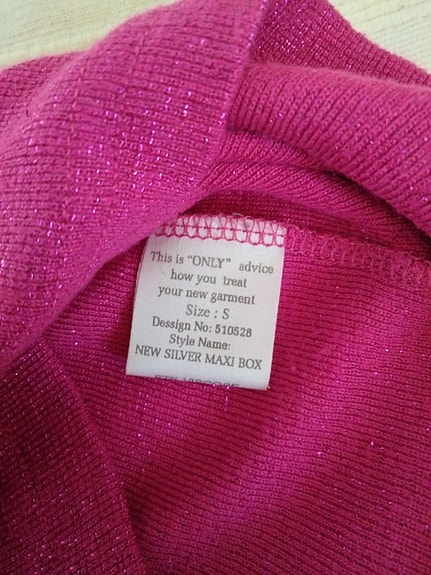 This is "ONLY" advice
how you treat
your new garment
Size : S
Dessign No: 510528
Style Name:
NEW SILVER MAXI BOX